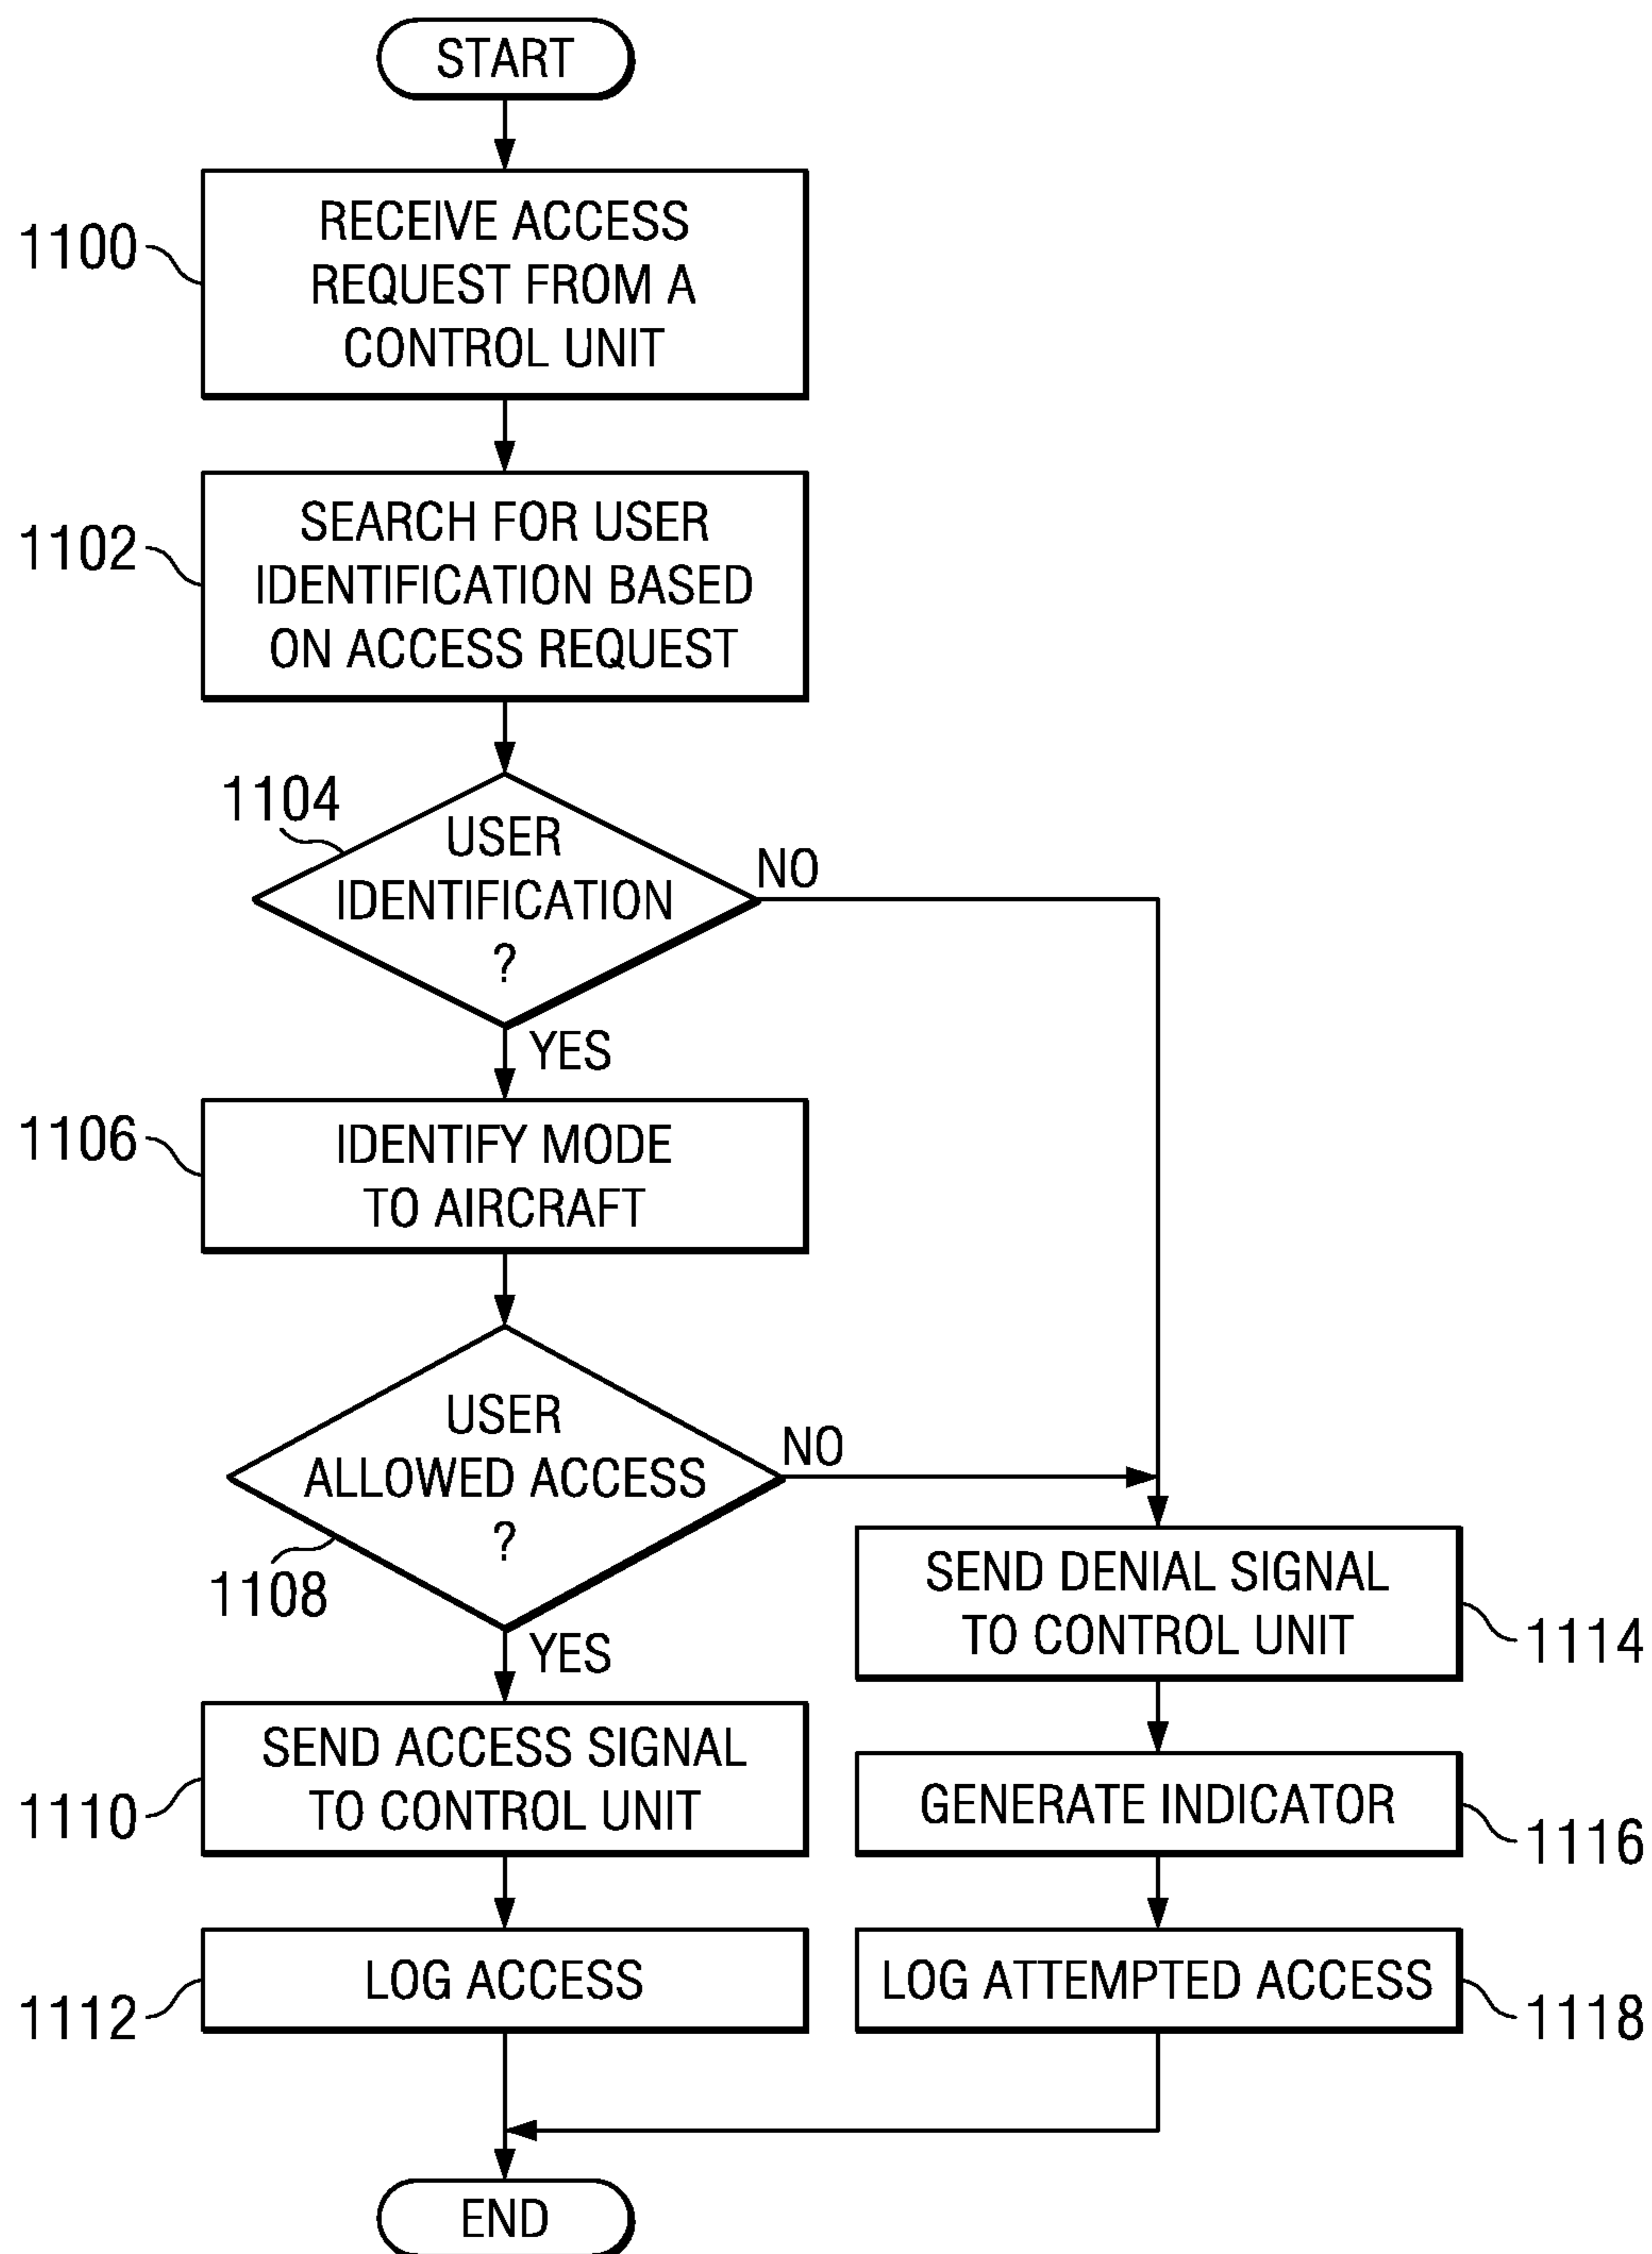 START
1100
RECEIVE ACCESS
REQUEST FROM A
CONTROL UNIT
1102
SEARCH FOR USER
IDENTIFICATION BASED
ON ACCESS REQUEST
1104
USER
IDENTIFICATION
?
NO
YES
1106
IDENTIFY MODE
TO AIRCRAFT
USER
ALLOWED ACCESS
?
NO
1108
YES
1110
SEND ACCESS SIGNAL
TO CONTROL UNIT
1112
LOG ACCESS
SEND DENIAL SIGNAL
TO CONTROL UNIT
1114
GENERATE INDICATOR
1116
LOG ATTEMPTED ACCESS
1118
END